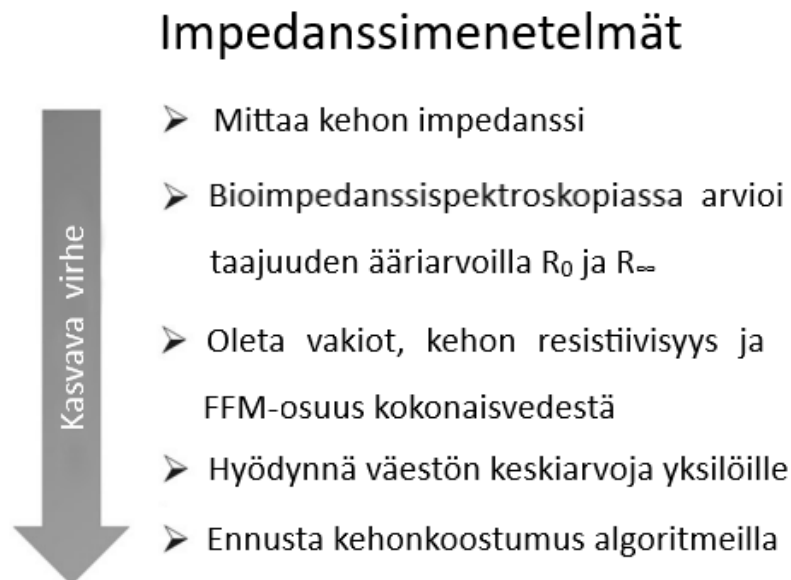 Impedanssimenetelmät
Kasvava virhe
➢ Mittaa kehon impedanssi
➢ Bioimpedanssispektroskopiassa arvioi
taajuuden ääriarvoilla R₀ ja R∞
➢ Oleta vakiot, kehon resistiivisyys ja
FFM-osuus kokonaisvedestä
➢ Hyödynnä väestön keskiarvoja yksilöille
➢ Ennusta kehonkoostumus algoritmeilla